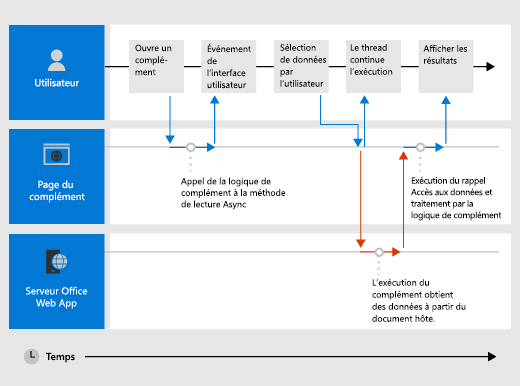 Utilisateur
Ouvre un
complé-
ment
Événement
de
l'interface
utilisateur
Sélection
de données
par
l'utilisateur
Le thread
continue
l'exécution
Afficher les
résultats
Page du
complément
Appel de la logique de
complément à la méthode
de lecture Async
Exécution du rappel
Accès aux données et
traitement par la
logique de complément
Serveur Office
Web App
L'exécution du
complément obtient
des données à partir du
document hôte.
Temps